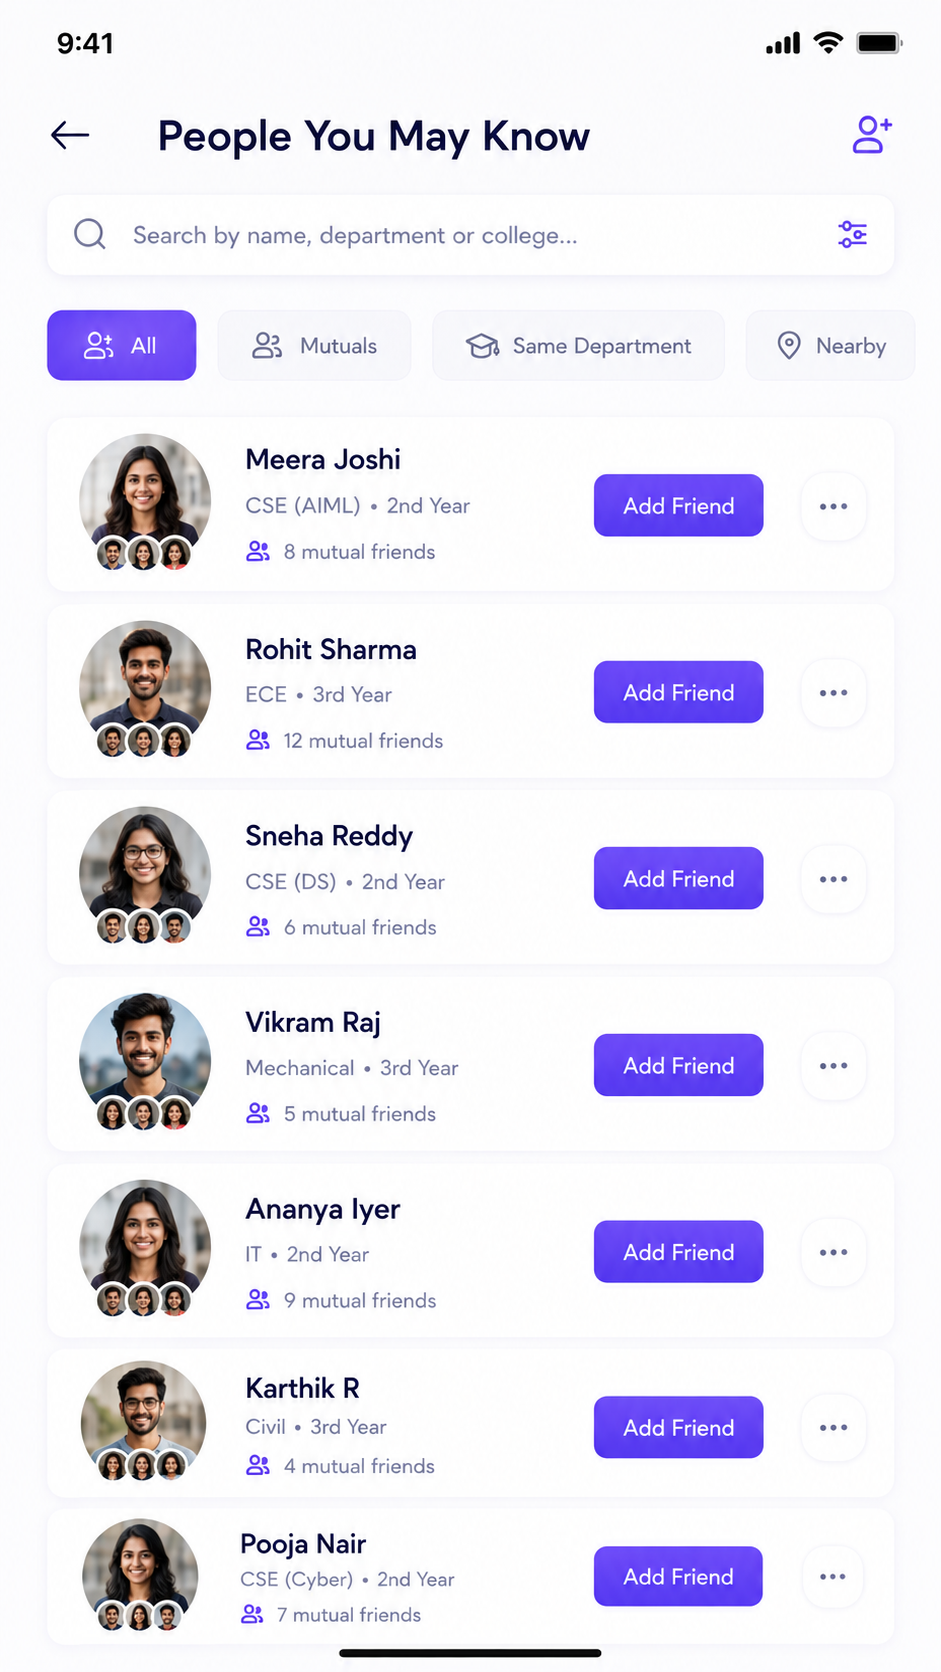 9:41
People You May Know
Search by name, department or college...
All
Mutuals
Same Department
Nearby
Meera Joshi
CSE (AIML) • 2nd Year
8 mutual friends
Add Friend
Rohit Sharma
ECE • 3rd Year
12 mutual friends
Add Friend
Sneha Reddy
CSE (DS) • 2nd Year
6 mutual friends
Add Friend
Vikram Raj
Mechanical • 3rd Year
5 mutual friends
Add Friend
Ananya Iyer
IT • 2nd Year
9 mutual friends
Add Friend
Karthik R
Civil • 3rd Year
4 mutual friends
Add Friend
Pooja Nair
CSE (Cyber) • 2nd Year
7 mutual friends
Add Friend